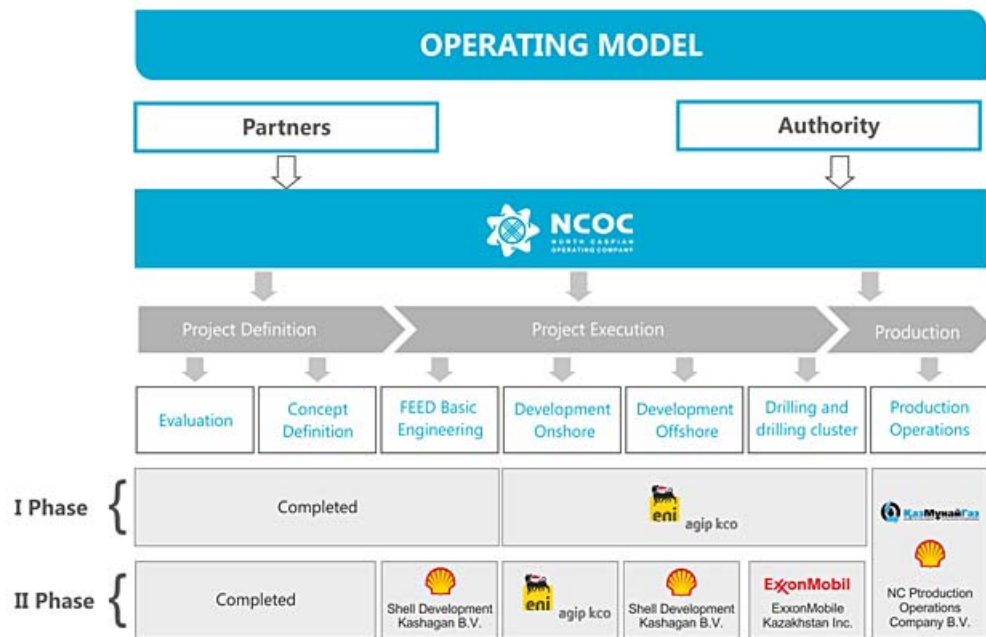 OPERATING MODEL
Partners
Authority
NCOC
NORTH CASPIAN
OPERATING COMPANY
Project Definition
Project Execution
Production
Evaluation
Concept
Definition
FEED Basic
Engineering
Development
Onshore
Development
Offshore
Drilling and
drilling cluster
Production
Operations
I Phase
Completed
eni
agip kco
ҚазМұнайГаз
II Phase
Completed
Shell Development
Kashagan B.V.
eni
agip kco
Shell Development
Kashagan B.V.
ExxonMobil
ExxonMobile
Kazakhstan Inc.
NC Ptroduction
Operations
Company B.V.